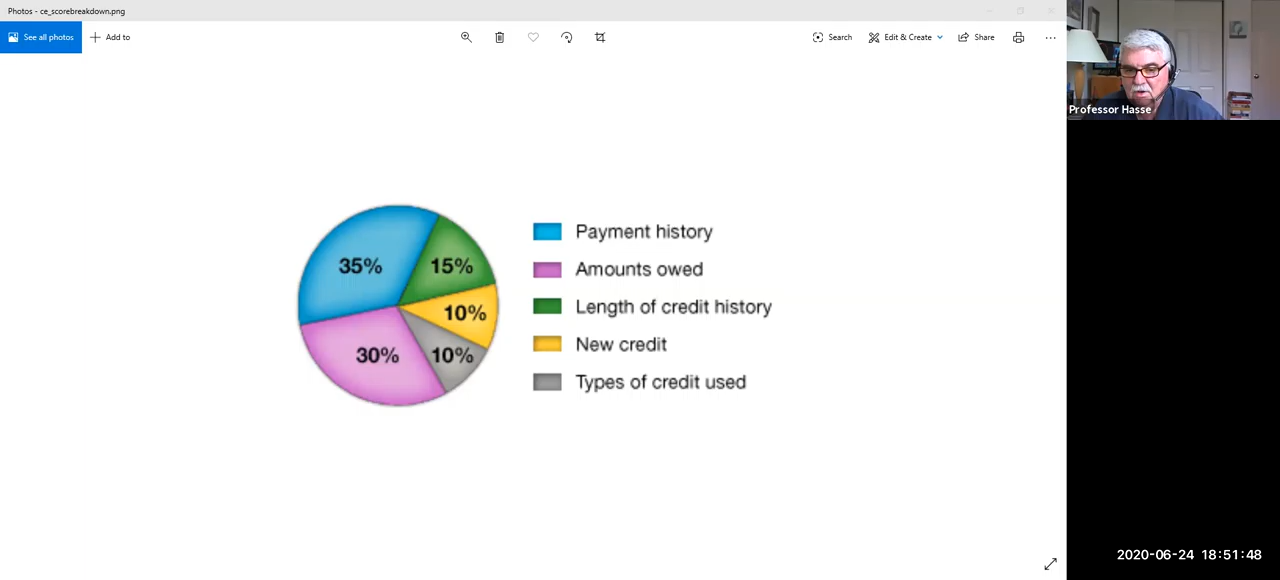 Photos - ce_scorebreakdown.png
See all photos
Add to
Search
Edit & Create
Share
Professor Hasse
35%
15%
10%
30%
10%
Payment history
Amounts owed
Length of credit history
New credit
Types of credit used
2020-06-24 18:51:48